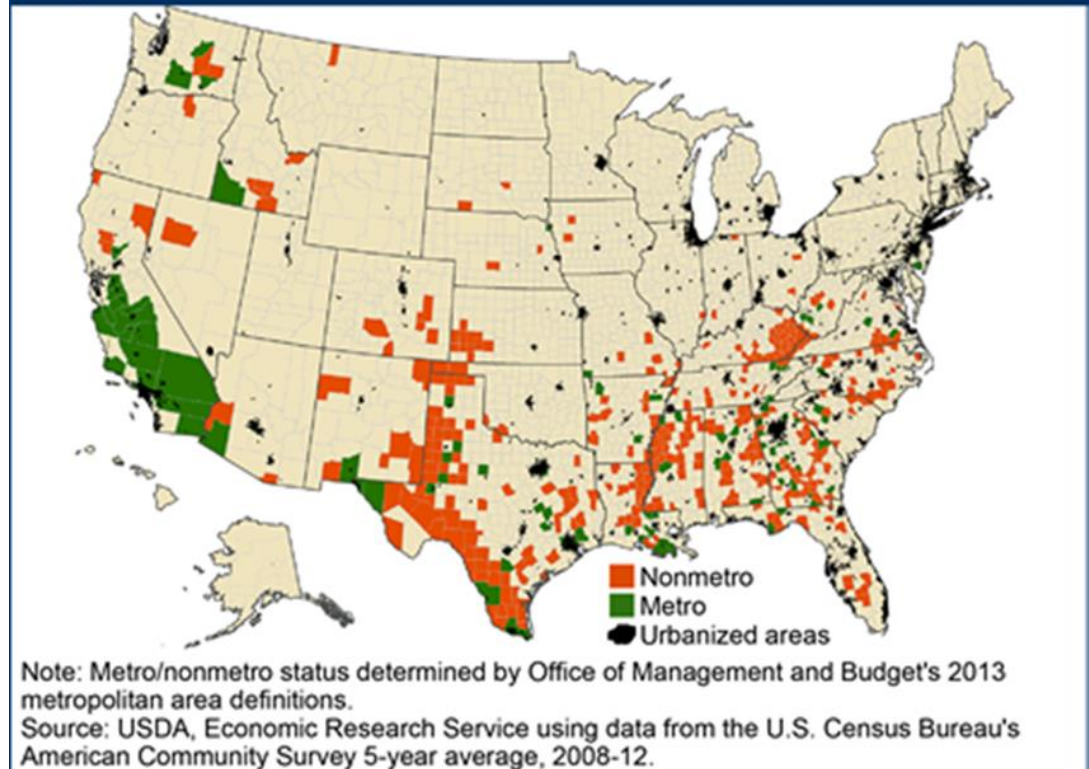 Nonmetro
Metro
Urbanized areas
Note: Metro/nonmetro status determined by Office of Management and Budget's 2013
metropolitan area definitions.
Source: USDA, Economic Research Service using data from the U.S. Census Bureau's
American Community Survey 5-year average, 2008-12.